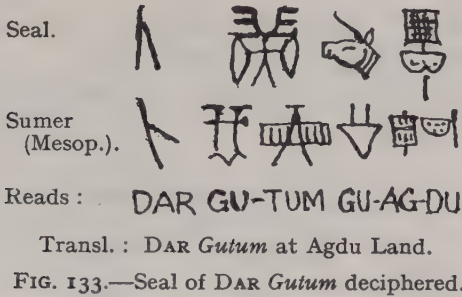 Seal.
Sumer
(Mesop.).
Reads : DAR GU-TUM GU-AG-DU
Transl. : DAR Gutum at Agdu Land.
FIG. 133.—Seal of DAR Gutum deciphered.